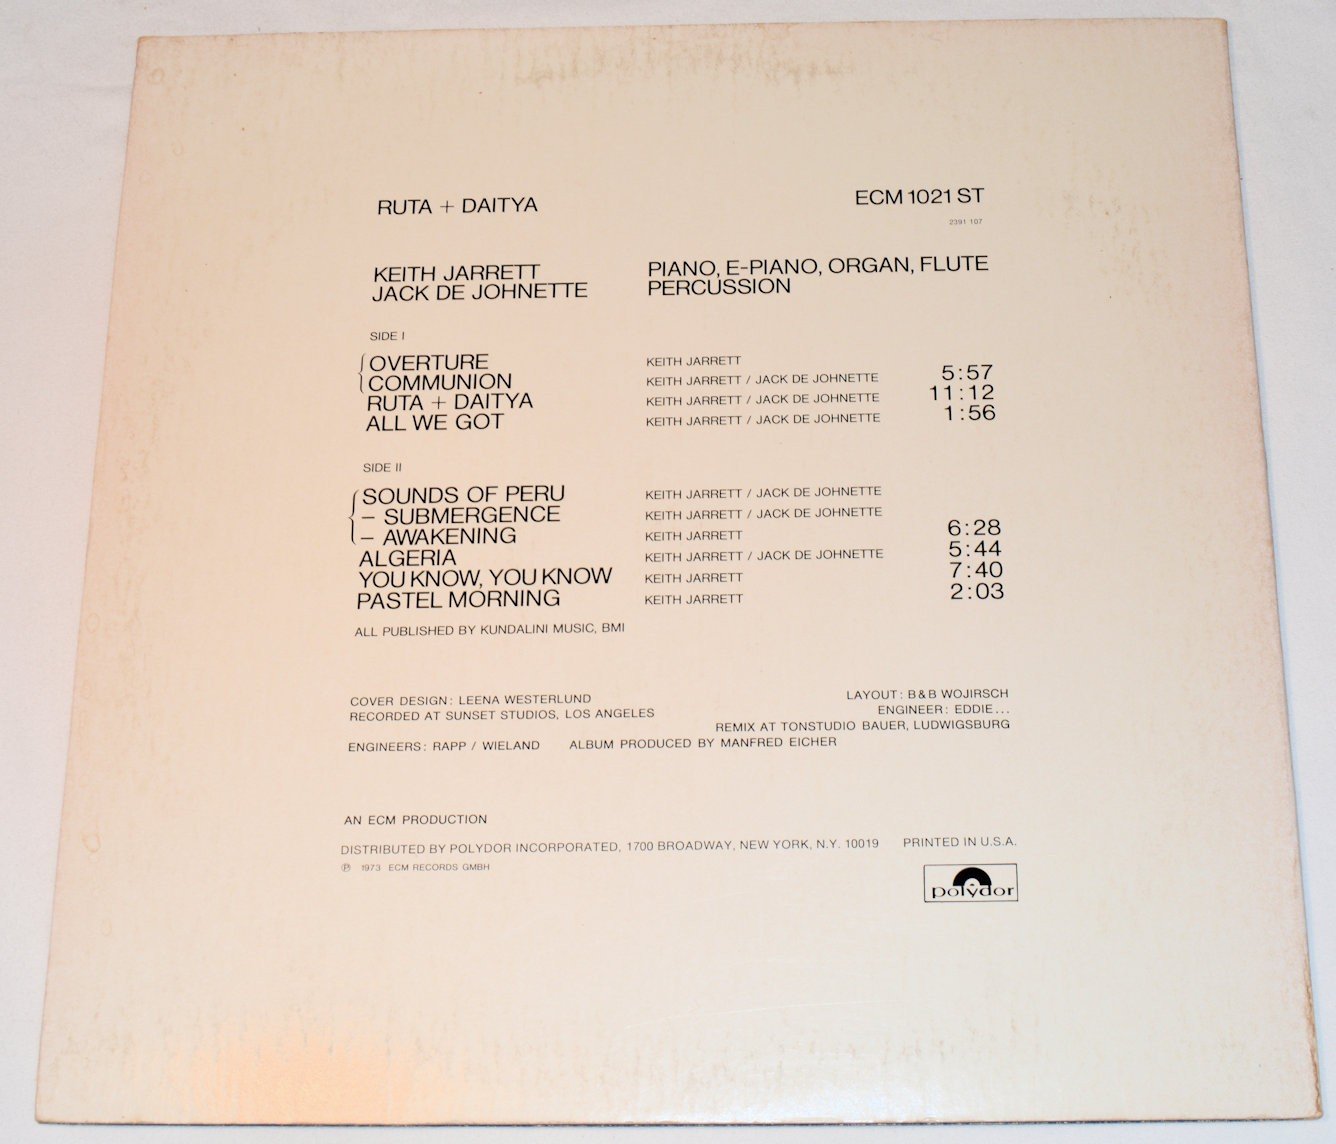 RUTA + DAITYA ECM 1021 ST
2391 107
KEITH JARRETT PIANO, E-PIANO, ORGAN, FLUTE
JACK DE JOHNETTE PERCUSSION
SIDE I
OVERTURE KEITH JARRETT
COMMUNION KEITH JARRETT / JACK DE JOHNETTE 5:57
RUTA + DAITYA KEITH JARRETT / JACK DE JOHNETTE 11:12
ALL WE GOT KEITH JARRETT / JACK DE JOHNETTE 1:56
SIDE II
SOUNDS OF PERU KEITH JARRETT / JACK DE JOHNETTE
– SUBMERGENCE KEITH JARRETT / JACK DE JOHNETTE
– AWAKENING KEITH JARRETT 6:28
ALGERIA KEITH JARRETT / JACK DE JOHNETTE 5:44
YOU KNOW, YOU KNOW KEITH JARRETT 7:40
PASTEL MORNING KEITH JARRETT 2:03
ALL PUBLISHED BY KUNDALINI MUSIC, BMI
COVER DESIGN: LEENA WESTERLUND LAYOUT: B&B WOJIRSCH
RECORDED AT SUNSET STUDIOS, LOS ANGELES ENGINEER: EDDIE...
REMIX AT TONSTUDIO BAUER, LUDWIGSBURG
ENGINEERS: RAPP / WIELAND ALBUM PRODUCED BY MANFRED EICHER
AN ECM PRODUCTION
DISTRIBUTED BY POLYDOR INCORPORATED, 1700 BROADWAY, NEW YORK, N.Y. 10019 PRINTED IN U.S.A.
℗ 1973 ECM RECORDS GMBH
polydor